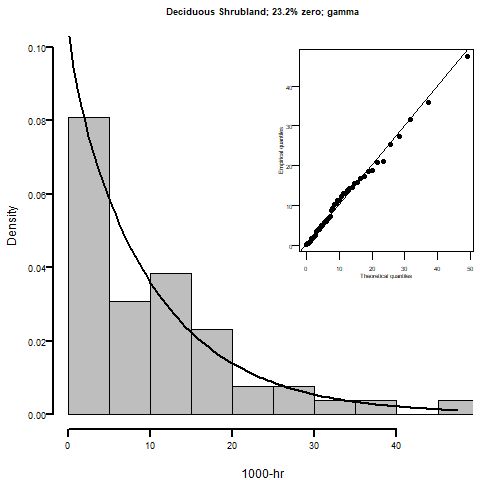 Deciduous Shrubland; 23.2% zero; gamma
Density
0.10
0.08
0.06
0.04
0.02
0.00
0 10 20 30 40
1000-hr
Empirical quantiles
40
30
20
10
0
0 10 20 30 40 50
Theoretical quantiles